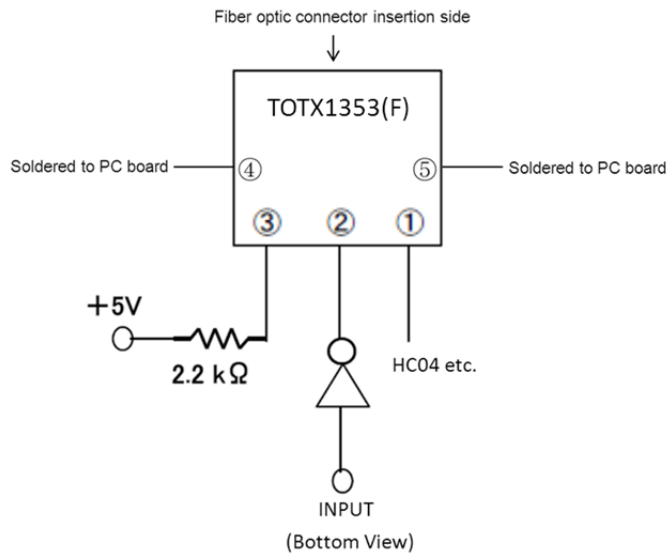 Fiber optic connector insertion side
TOTX1353(F)
Soldered to PC board ④ ⑤ Soldered to PC board
③ ② ①
+5V
2.2 kΩ
HC04 etc.
INPUT
(Bottom View)